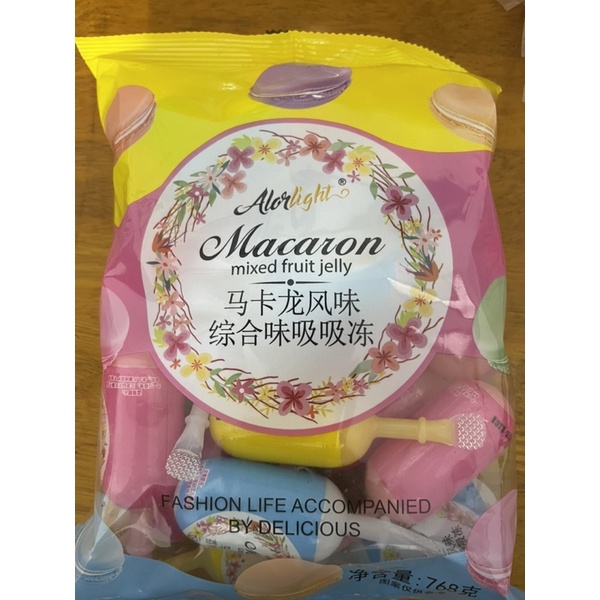 Alorlight®
Macaron
mixed fruit jelly
马卡龙风味
综合味吸吸冻
FASHION LIFE ACCOMPANIED
BY DELICIOUS
净含量:768克